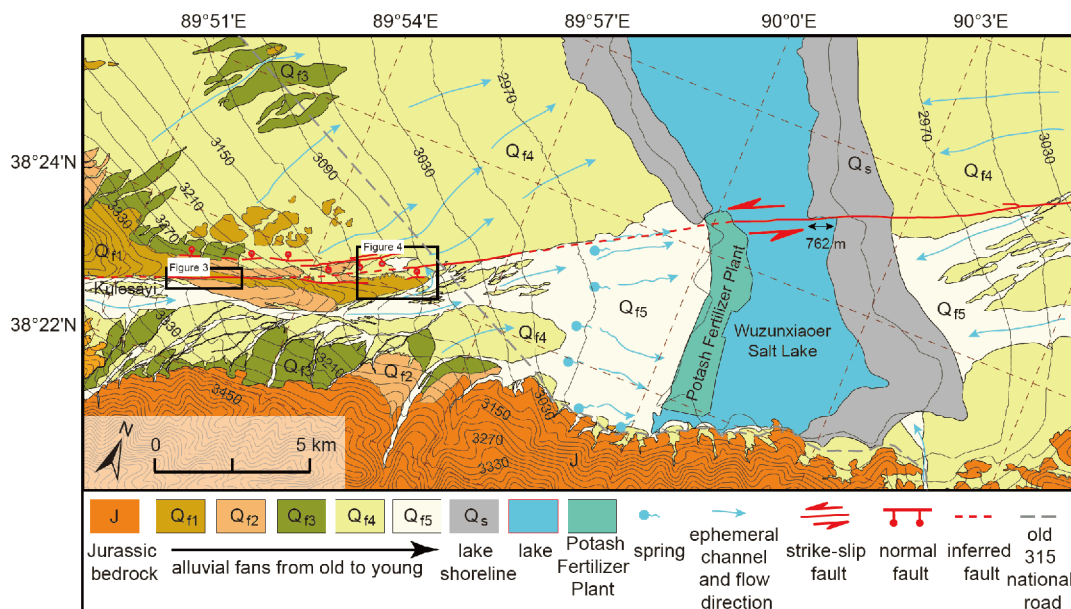 89°51'E 89°54'E 89°57'E 90°0'E 90°3'E
38°24'N
38°22'N
Qf3
2970
3150
3090
3030
Qf4
3210
3330
3270
Qf1
Figure 3
Figure 4
Kulesayi
Qs
2970
3030
Qf4
762 m
Qf5
Potash Fertilizer Plant
Wuzunxiaoer
Salt Lake
Qf5
Qf4
3330
Qf3
3210
Qf2
3450
3030
3150
3270
3330
J
N
0 5 km
J Qf1 Qf2 Qf3 Qf4 Qf5 Qs
Jurassic
bedrock
alluvial fans from old to young
lake
shoreline
lake
Potash
Fertilizer
Plant
spring
ephemeral
channel
and flow
direction
strike-slip
fault
normal
fault
inferred
fault
old
315
national
road